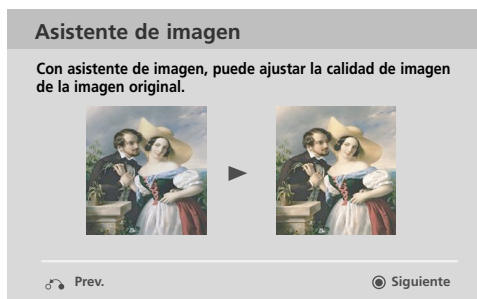 Asistente de imagen
Con asistente de imagen, puede ajustar la calidad de imagen
de la imagen original.
Prev.
Siguiente